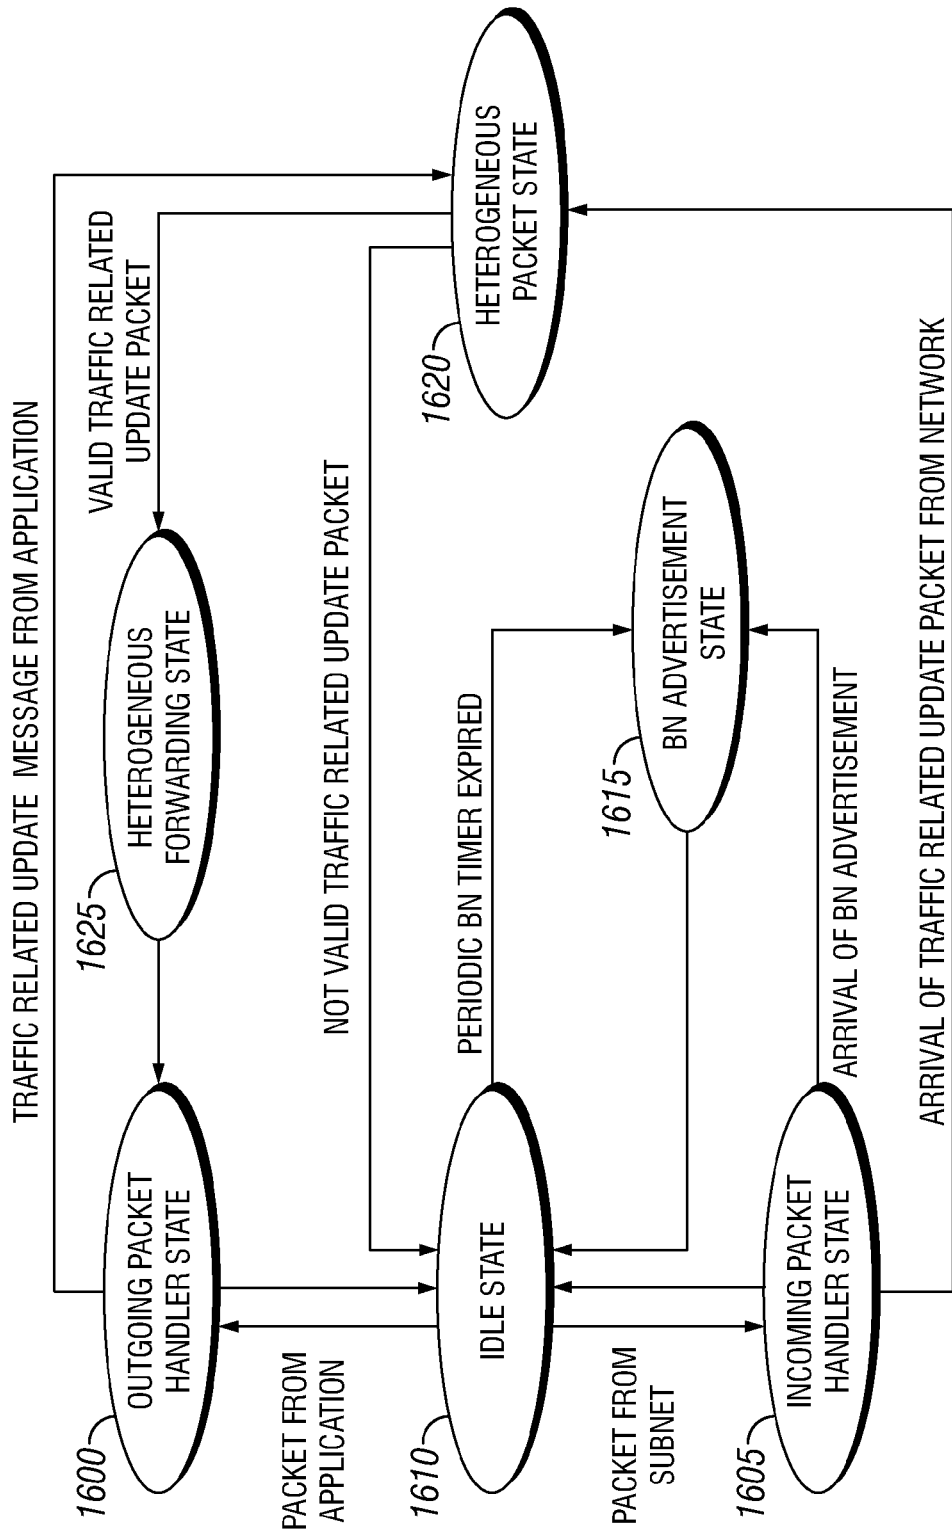 TRAFFIC RELATED UPDATE MESSAGE FROM APPLICATION
VALID TRAFFIC RELATED
UPDATE PACKET
1600
OUTGOING PACKET
HANDLER STATE
1625
HETEROGENEOUS
FORWARDING STATE
PACKET FROM
APPLICATION
NOT VALID TRAFFIC RELATED UPDATE PACKET
1620
HETEROGENEOUS
PACKET STATE
1610
IDLE STATE
PERIODIC BN TIMER EXPIRED
1615
BN ADVERTISEMENT
STATE
PACKET FROM
SUBNET
1605
INCOMING PACKET
HANDLER STATE
ARRIVAL OF BN ADVERTISEMENT
ARRIVAL OF TRAFFIC RELATED UPDATE PACKET FROM NETWORK